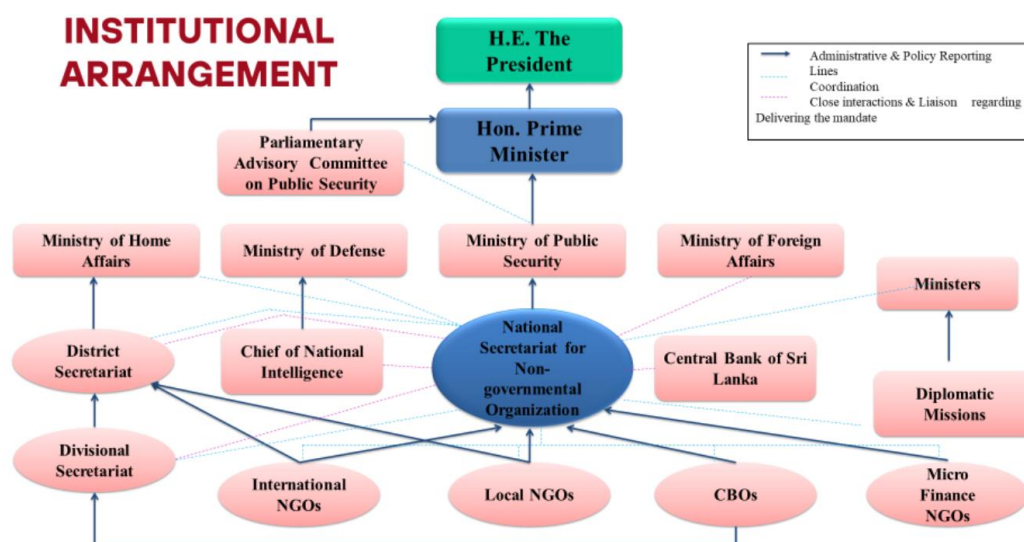 INSTITUTIONAL
ARRANGEMENT
H.E. The
President
Administrative & Policy Reporting
Lines
Coordination
Close interactions & Liaison regarding
Delivering the mandate
Hon. Prime
Minister
Parliamentary
Advisory Committee
on Public Security
Ministry of Home
Affairs
Ministry of Defense
Ministry of Public
Security
Ministry of Foreign
Affairs
Ministers
District
Secretariat
Chief of National
Intelligence
National
Secretariat for
Non-
governmental
Organization
Central Bank of Sri
Lanka
Diplomatic
Missions
Divisional
Secretariat
International
NGOs
Local NGOs
CBOs
Micro
Finance
NGOs